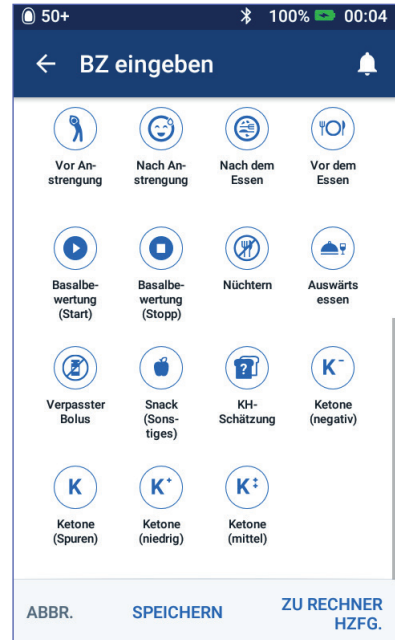 50+
100% 00:04
BZ eingeben
Vor An-
strengung
Nach An-
strengung
Nach dem
Essen
Vor dem
Essen
Basalbe-
wertung
(Start)
Basalbe-
wertung
(Stopp)
Nüchtern
Auswärts
essen
?
K-
Verpasster
Bolus
Snack
(Sons-
tiges)
KH-
Schätzung
Ketone
(negativ)
K
K+
K‡
Ketone
(Spuren)
Ketone
(niedrig)
Ketone
(mittel)
ABBR.
SPEICHERN
ZU RECHNER
HZFG.